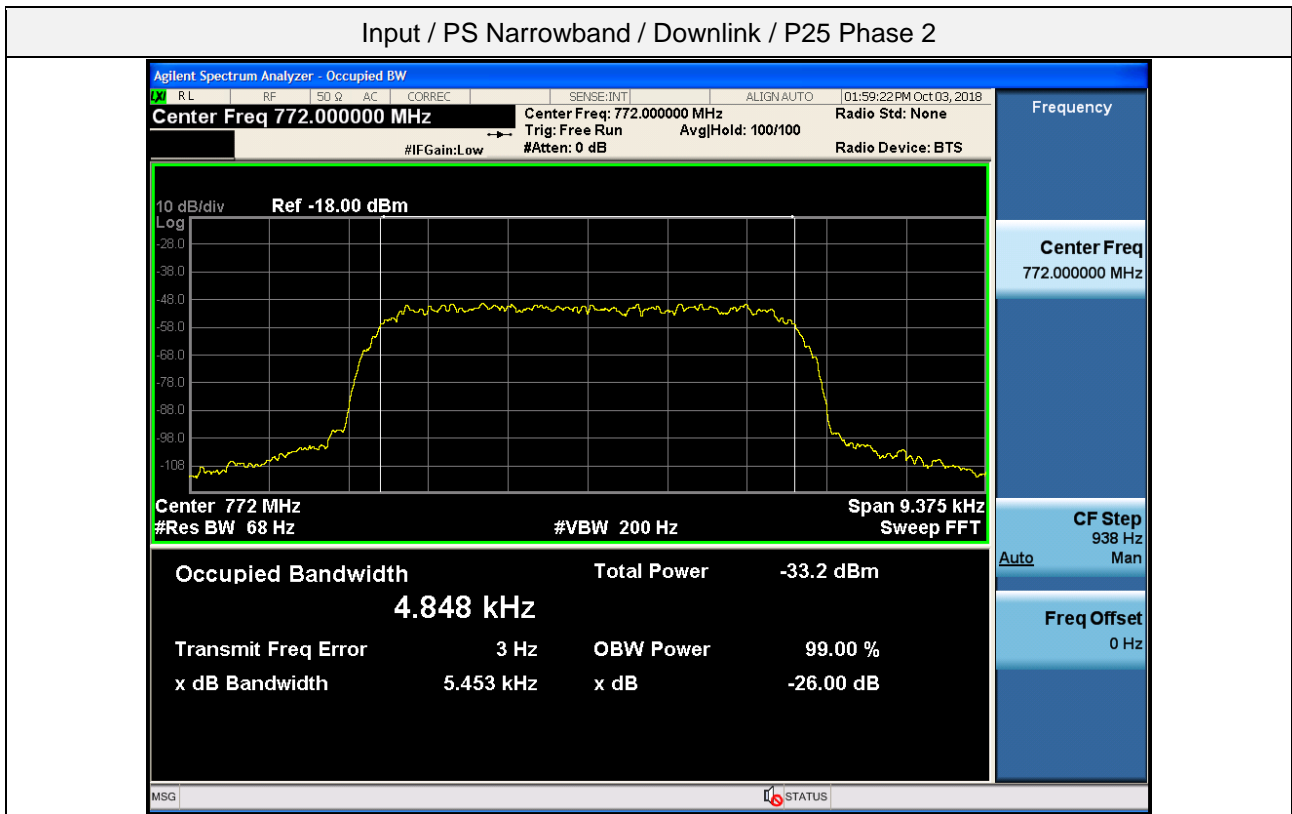 Input / PS Narrowband / Downlink / P25 Phase 2
Agilent Spectrum Analyzer - Occupied BW
LXI RL RF 50 Ω AC CORREC SENSE:INT ALIGN AUTO 01:59:22 PM Oct 03, 2018
Center Freq 772.000000 MHz Center Freq: 772.000000 MHz Radio Std: None
Trig: Free Run Avg|Hold: 100/100
#IFGain:Low #Atten: 0 dB Radio Device: BTS
Frequency
10 dB/div Ref -18.00 dBm
Log
-28.0
-38.0
-48.0
-58.0
-68.0
-78.0
-88.0
-98.0
-108
Center 772 MHz Span 9.375 kHz
#Res BW 68 Hz #VBW 200 Hz Sweep FFT
Occupied Bandwidth Total Power -33.2 dBm
4.848 kHz
Transmit Freq Error 3 Hz OBW Power 99.00 %
x dB Bandwidth 5.453 kHz x dB -26.00 dB
Center Freq
772.000000 MHz
CF Step
938 Hz
Auto Man
Freq Offset
0 Hz
MSG STATUS